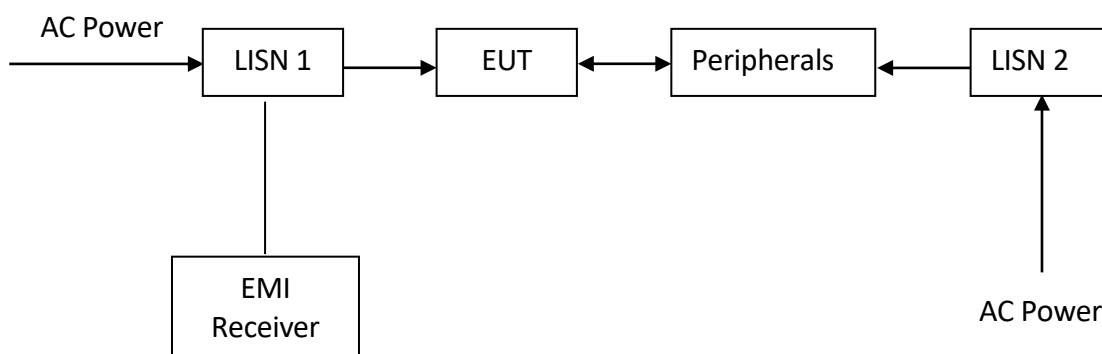 AC Power
LISN 1
EUT
Peripherals
LISN 2
EMI
Receiver
AC Power